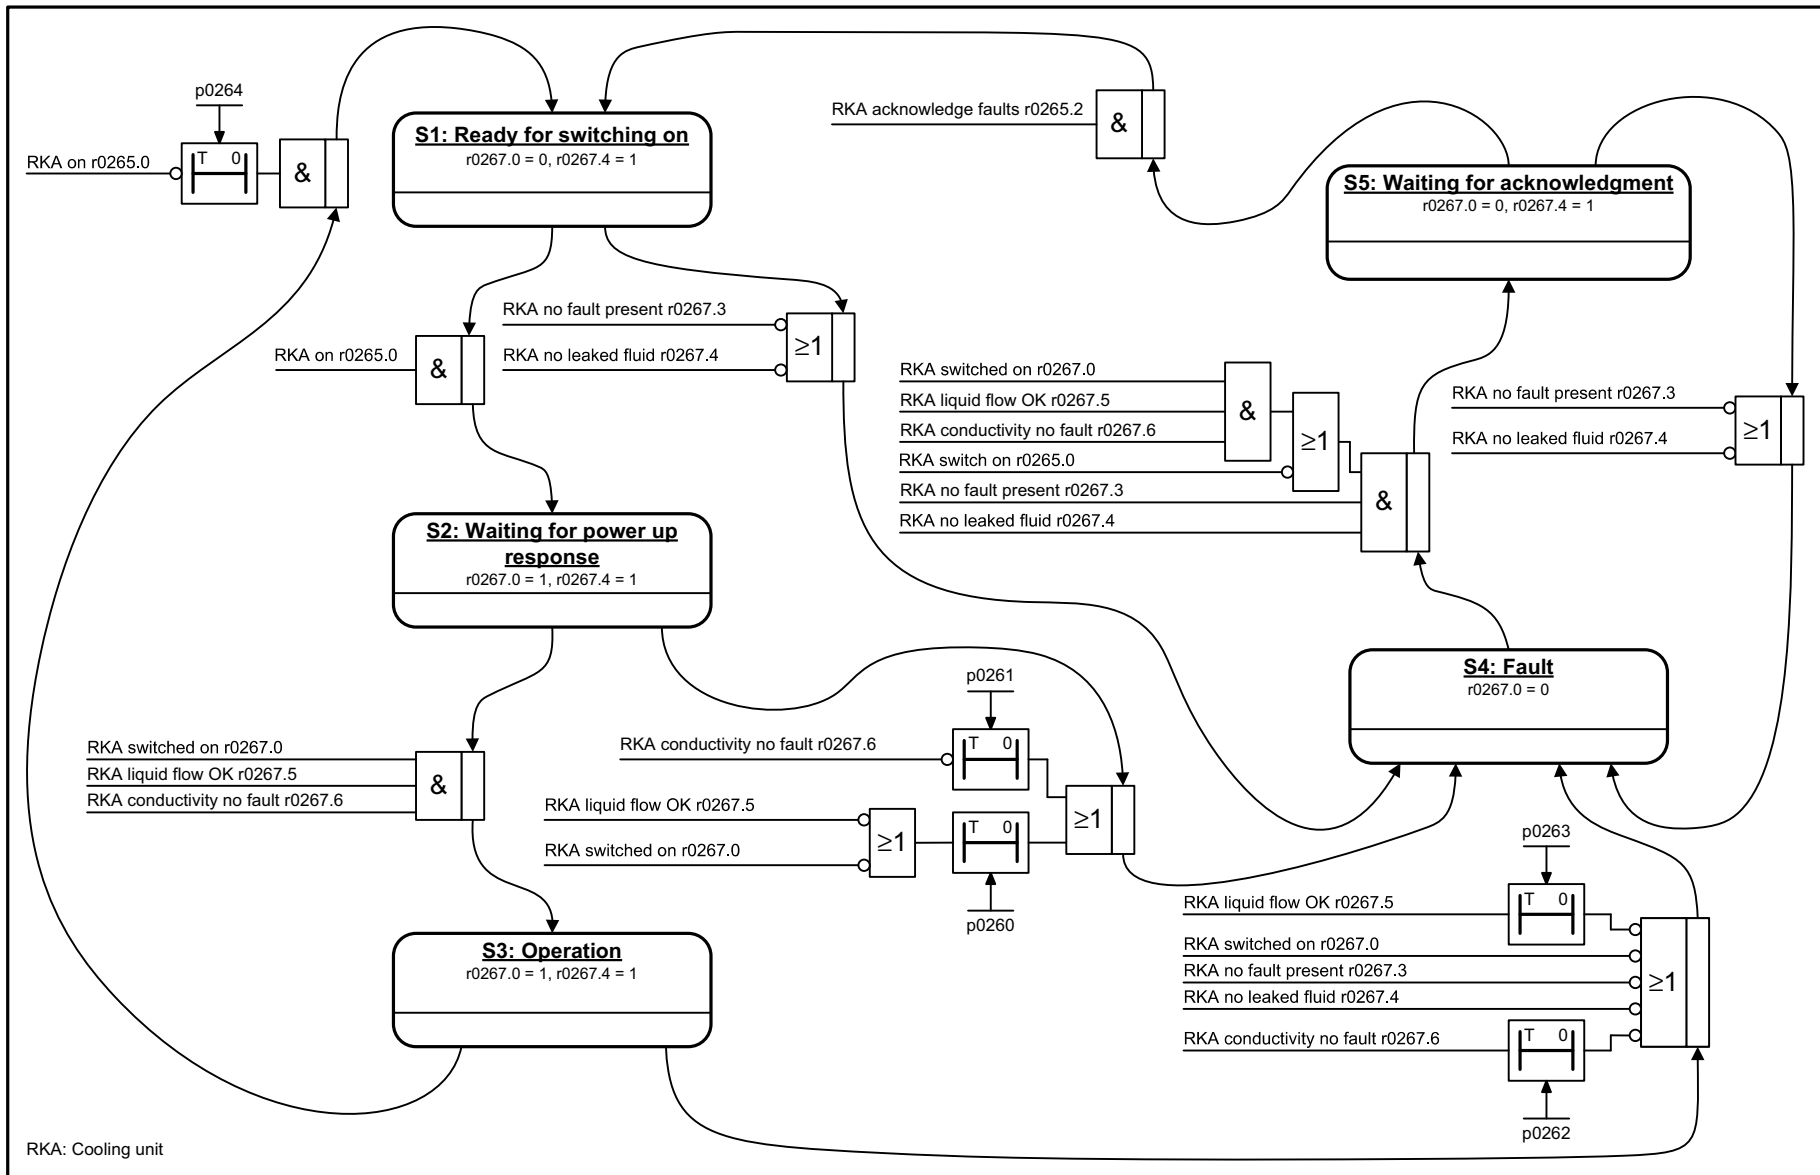 p0264
RKA on r0265.0
T 0
&
S1: Ready for switching on
r0267.0 = 0, r0267.4 = 1
RKA acknowledge faults r0265.2
&
S5: Waiting for acknowledgment
r0267.0 = 0, r0267.4 = 1
RKA on r0265.0
&
RKA no fault present r0267.3
RKA no leaked fluid r0267.4
≥1
RKA switched on r0267.0
RKA liquid flow OK r0267.5
RKA conductivity no fault r0267.6
&
RKA switch on r0265.0
≥1
RKA no fault present r0267.3
RKA no leaked fluid r0267.4
&
RKA no fault present r0267.3
RKA no leaked fluid r0267.4
≥1
S2: Waiting for power up
response
r0267.0 = 1, r0267.4 = 1
S4: Fault
r0267.0 = 0
RKA switched on r0267.0
RKA liquid flow OK r0267.5
RKA conductivity no fault r0267.6
&
p0261
RKA conductivity no fault r0267.6
T 0
RKA liquid flow OK r0267.5
RKA switched on r0267.0
≥1
T 0
≥1
p0260
S3: Operation
r0267.0 = 1, r0267.4 = 1
p0263
RKA liquid flow OK r0267.5
T 0
RKA switched on r0267.0
RKA no fault present r0267.3
RKA no leaked fluid r0267.4
≥1
RKA conductivity no fault r0267.6
T 0
p0262
RKA: Cooling unit